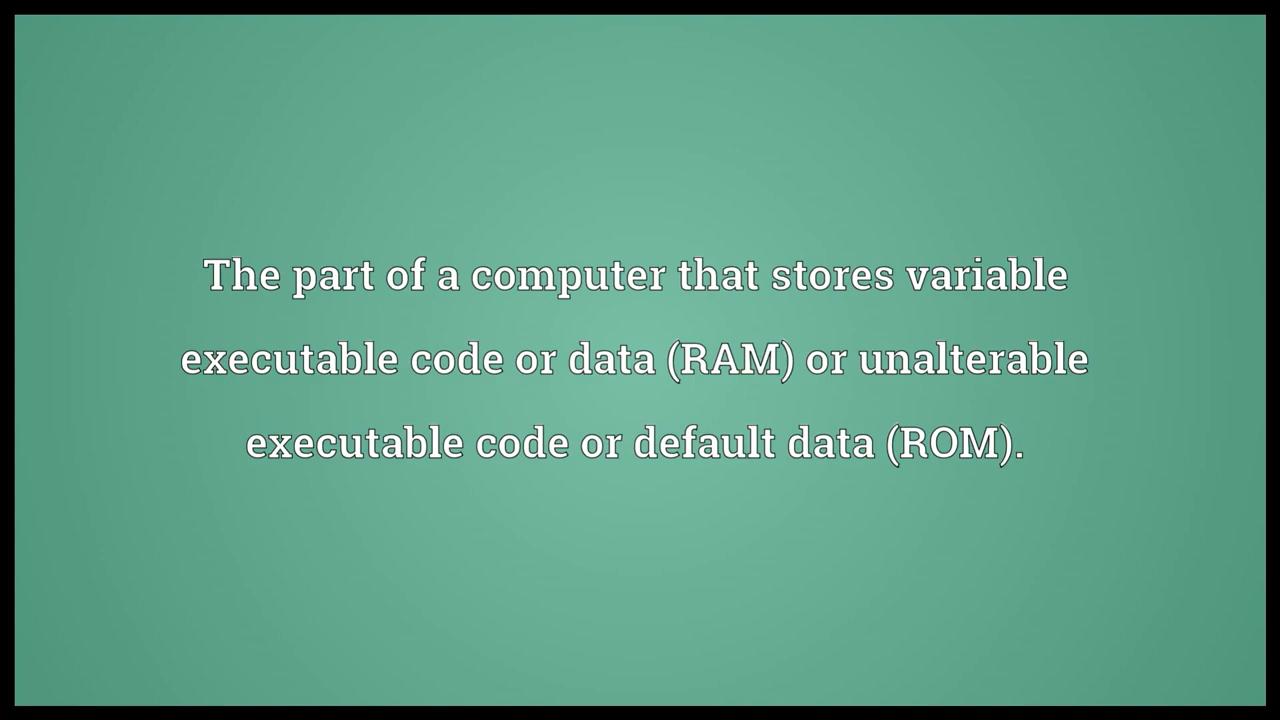 The part of a computer that stores variable
executable code or data (RAM) or unalterable
executable code or default data (ROM).